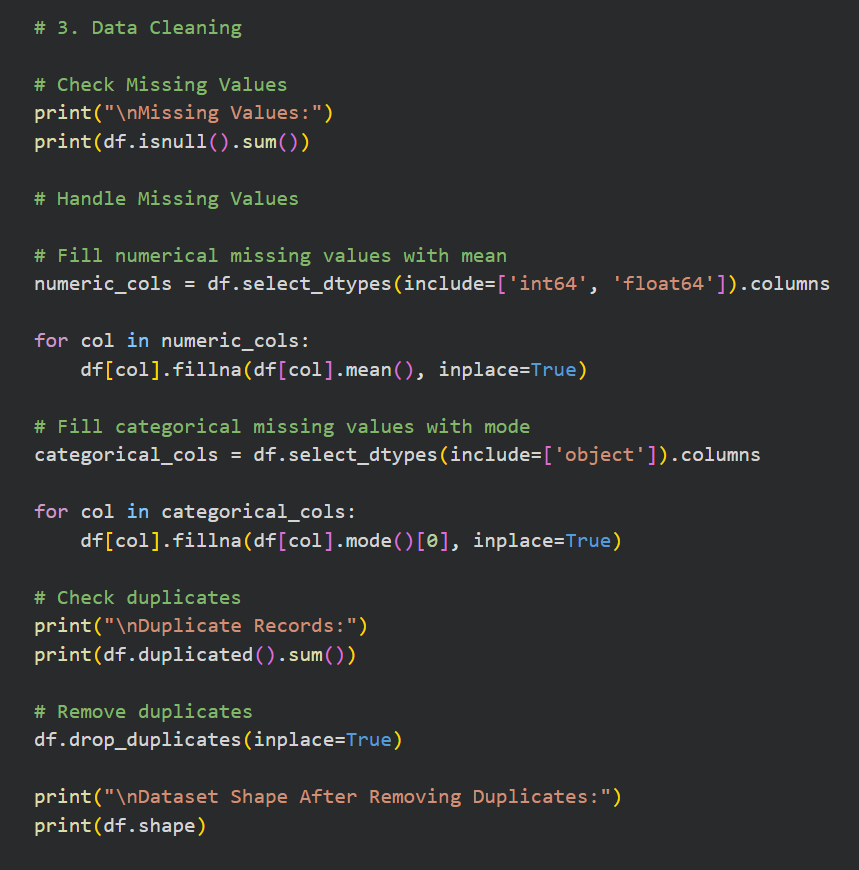 # 3. Data Cleaning
# Check Missing Values
print("\nMissing Values:")
print(df.isnull().sum())
# Handle Missing Values
# Fill numerical missing values with mean
numeric_cols = df.select_dtypes(include=['int64', 'float64']).columns
for col in numeric_cols:
    df[col].fillna(df[col].mean(), inplace=True)
# Fill categorical missing values with mode
categorical_cols = df.select_dtypes(include=['object']).columns
for col in categorical_cols:
    df[col].fillna(df[col].mode()[0], inplace=True)
# Check duplicates
print("\nDuplicate Records:")
print(df.duplicated().sum())
# Remove duplicates
df.drop_duplicates(inplace=True)
print("\nDataset Shape After Removing Duplicates:")
print(df.shape)